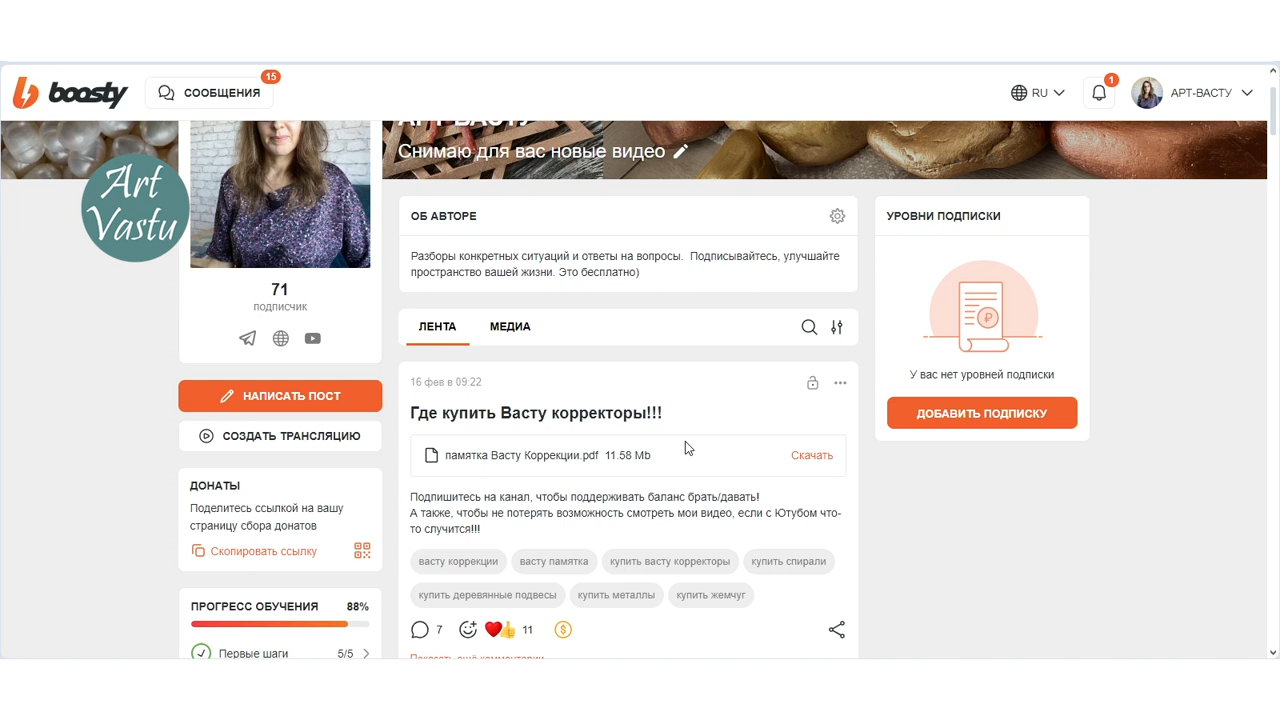 boosty
СООБЩЕНИЯ
15
RU
1
АРТ-ВАСТУ
АРТ-ВАСТУ
Снимаю для вас новые видео
Art
Vastu
71
подписчик
НАПИСАТЬ ПОСТ
СОЗДАТЬ ТРАНСЛЯЦИЮ
ДОНАТЫ
Поделитесь ссылкой на вашу
страницу сбора донатов
Скопировать ссылку
ПРОГРЕСС ОБУЧЕНИЯ 88%
Первые шаги 5/5
ОБ АВТОРЕ
Разборы конкретных ситуаций и ответы на вопросы. Подписывайтесь, улучшайте
пространство вашей жизни. Это бесплатно)
ЛЕНТА МЕДИА
16 фев в 09:22
Где купить Васту корректоры!!!
памятка Васту Коррекции.pdf 11.58 Mb Скачать
Подпишитесь на канал, чтобы поддерживать баланс брать/давать!
А также, чтобы не потерять возможность смотреть мои видео, если с Ютубом что-
то случится!!!
васту коррекции васту памятка купить васту корректоры купить спирали
купить деревянные подвесы купить металлы купить жемчуг
7 11
Показать ещё комментарии
УРОВНИ ПОДПИСКИ
У вас нет уровней подписки
ДОБАВИТЬ ПОДПИСКУ